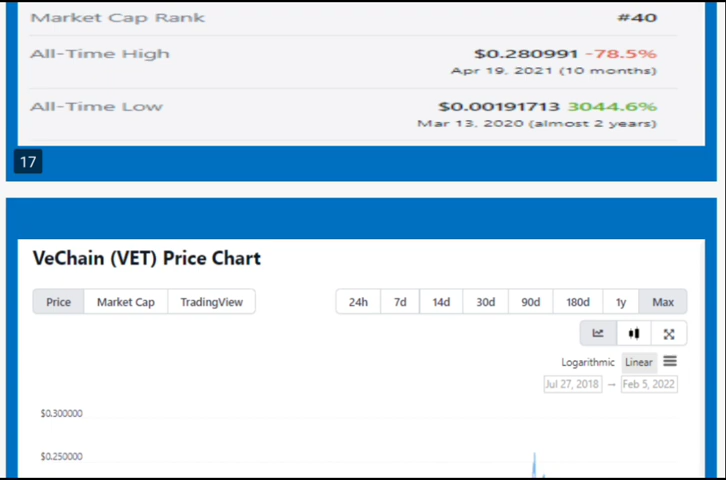 Market Cap Rank #40
All-Time High $0.280991 -78.5%
Apr 19, 2021 (10 months)
All-Time Low $0.00191713 3044.6%
Mar 13, 2020 (almost 2 years)
17
VeChain (VET) Price Chart
Price Market Cap TradingView 24h 7d 14d 30d 90d 180d 1y Max
Logarithmic Linear
Jul 27, 2018 → Feb 5, 2022
$0.300000
$0.250000